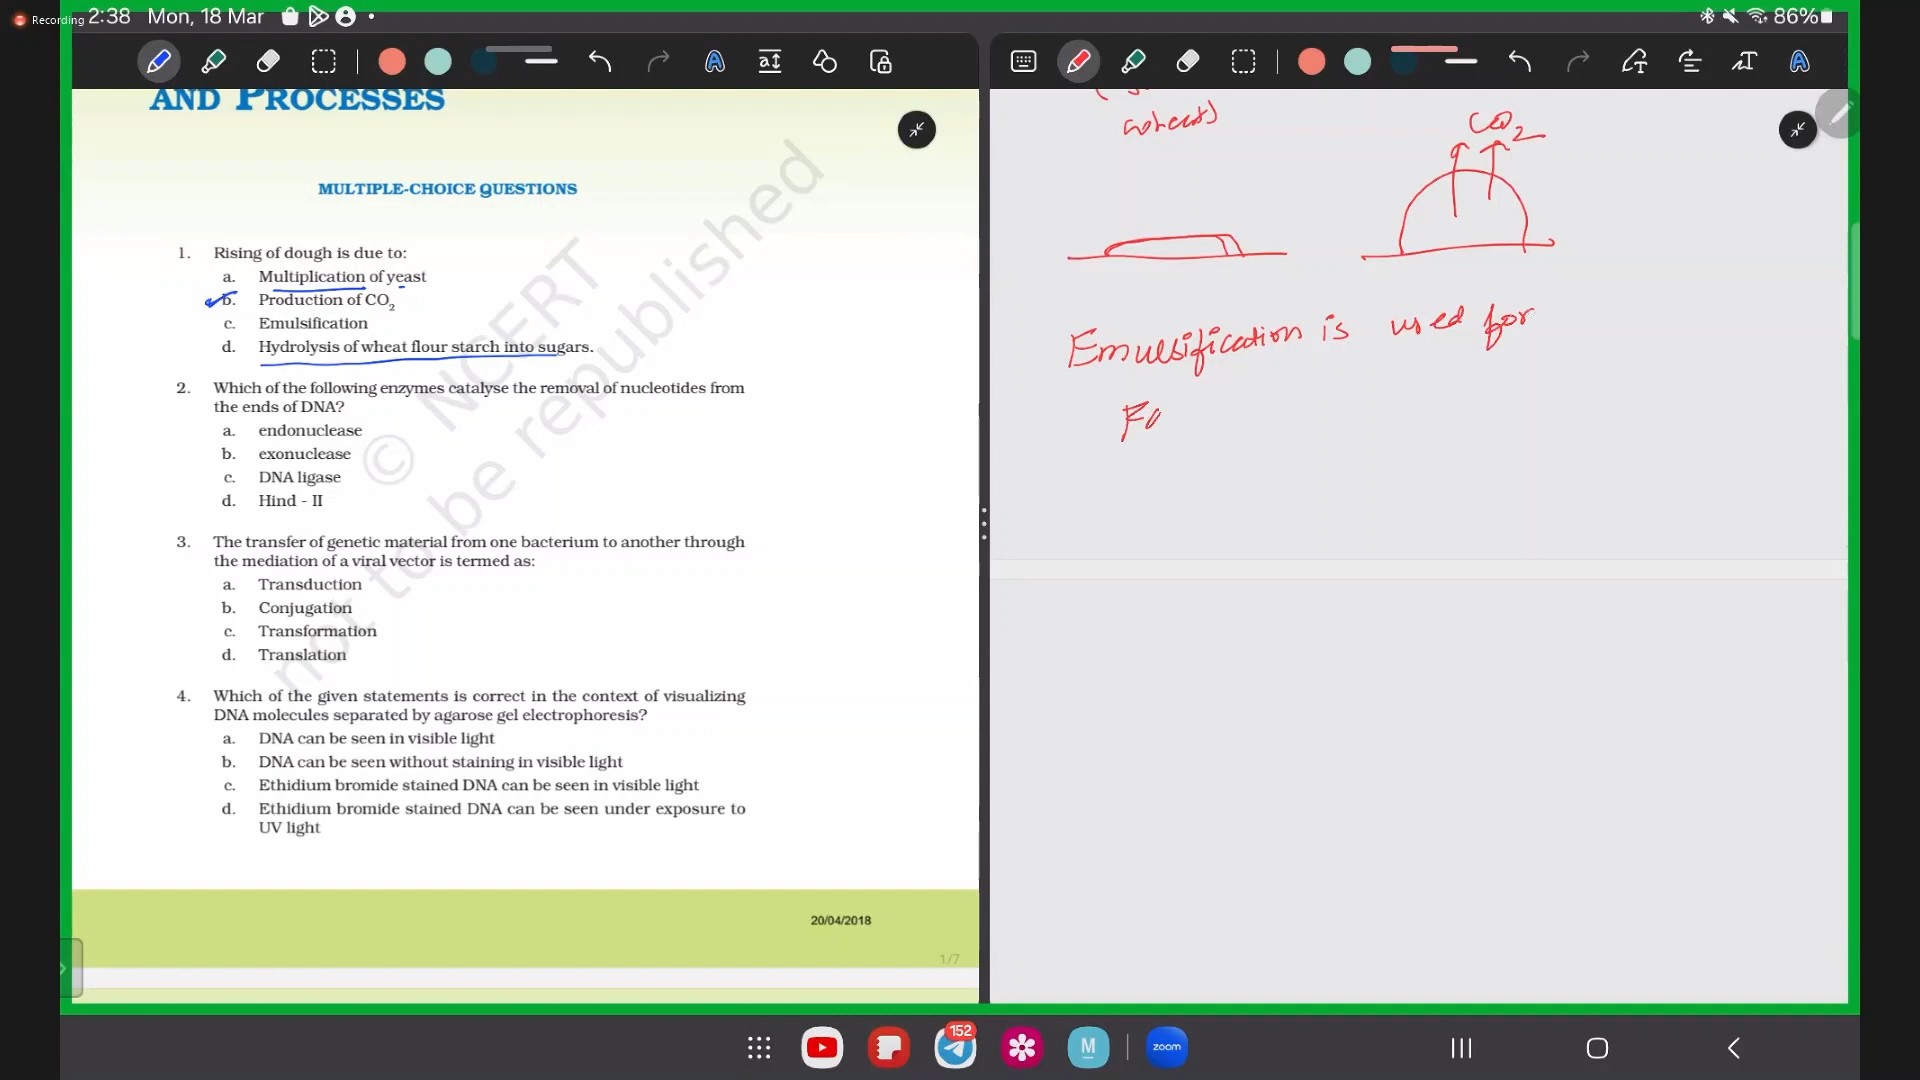 Recording 2:38 Mon, 18 Mar
86%
AND PROCESSES
MULTIPLE-CHOICE QUESTIONS
1. Rising of dough is due to:
a. Multiplication of yeast
b. Production of CO2
c. Emulsification
d. Hydrolysis of wheat flour starch into sugars.
2. Which of the following enzymes catalyse the removal of nucleotides from
the ends of DNA?
a. endonuclease
b. exonuclease
c. DNA ligase
d. Hind - II
3. The transfer of genetic material from one bacterium to another through
the mediation of a viral vector is termed as:
a. Transduction
b. Conjugation
c. Transformation
d. Translation
4. Which of the given statements is correct in the context of visualizing
DNA molecules separated by agarose gel electrophoresis?
a. DNA can be seen in visible light
b. DNA can be seen without staining in visible light
c. Ethidium bromide stained DNA can be seen in visible light
d. Ethidium bromide stained DNA can be seen under exposure to
UV light
© NCERT
not to be republished
20/04/2018
1/7
CO2
Emulsification is used for
Fa
152
M
zoom